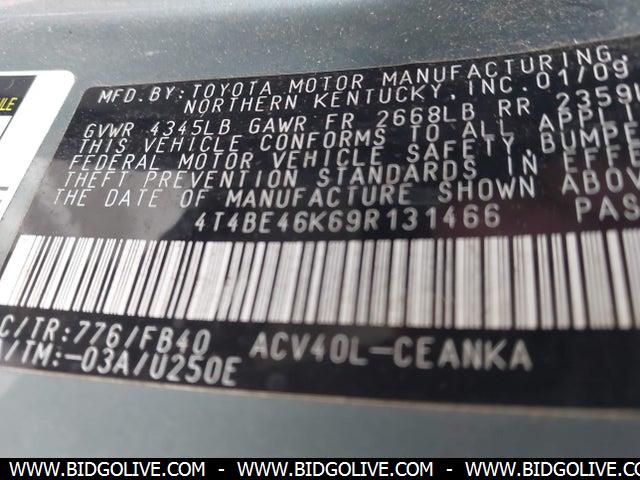 MFD.BY:TOYOTA MOTOR MANUFACTURING,
NORTHERN KENTUCKY,INC.01/09
GVWR 4345LB GAWR FR 2668LB RR 2359
THIS VEHICLE CONFORMS TO ALL APPLI
FEDERAL MOTOR VEHICLE SAFETY, BUMPE
THEFT PREVENTION STANDARDS IN EFFE
THE DATE OF MANUFACTURE SHOWN ABOV
4T4BE46K69R131466 PAS
C/TR:776/FB40 ACV40L-CEANKA
A/TM:-03A/U250E
WWW.BIDGOLIVE.COM - WWW.BIDGOLIVE.COM - WWW.BIDGOLIVE.COM